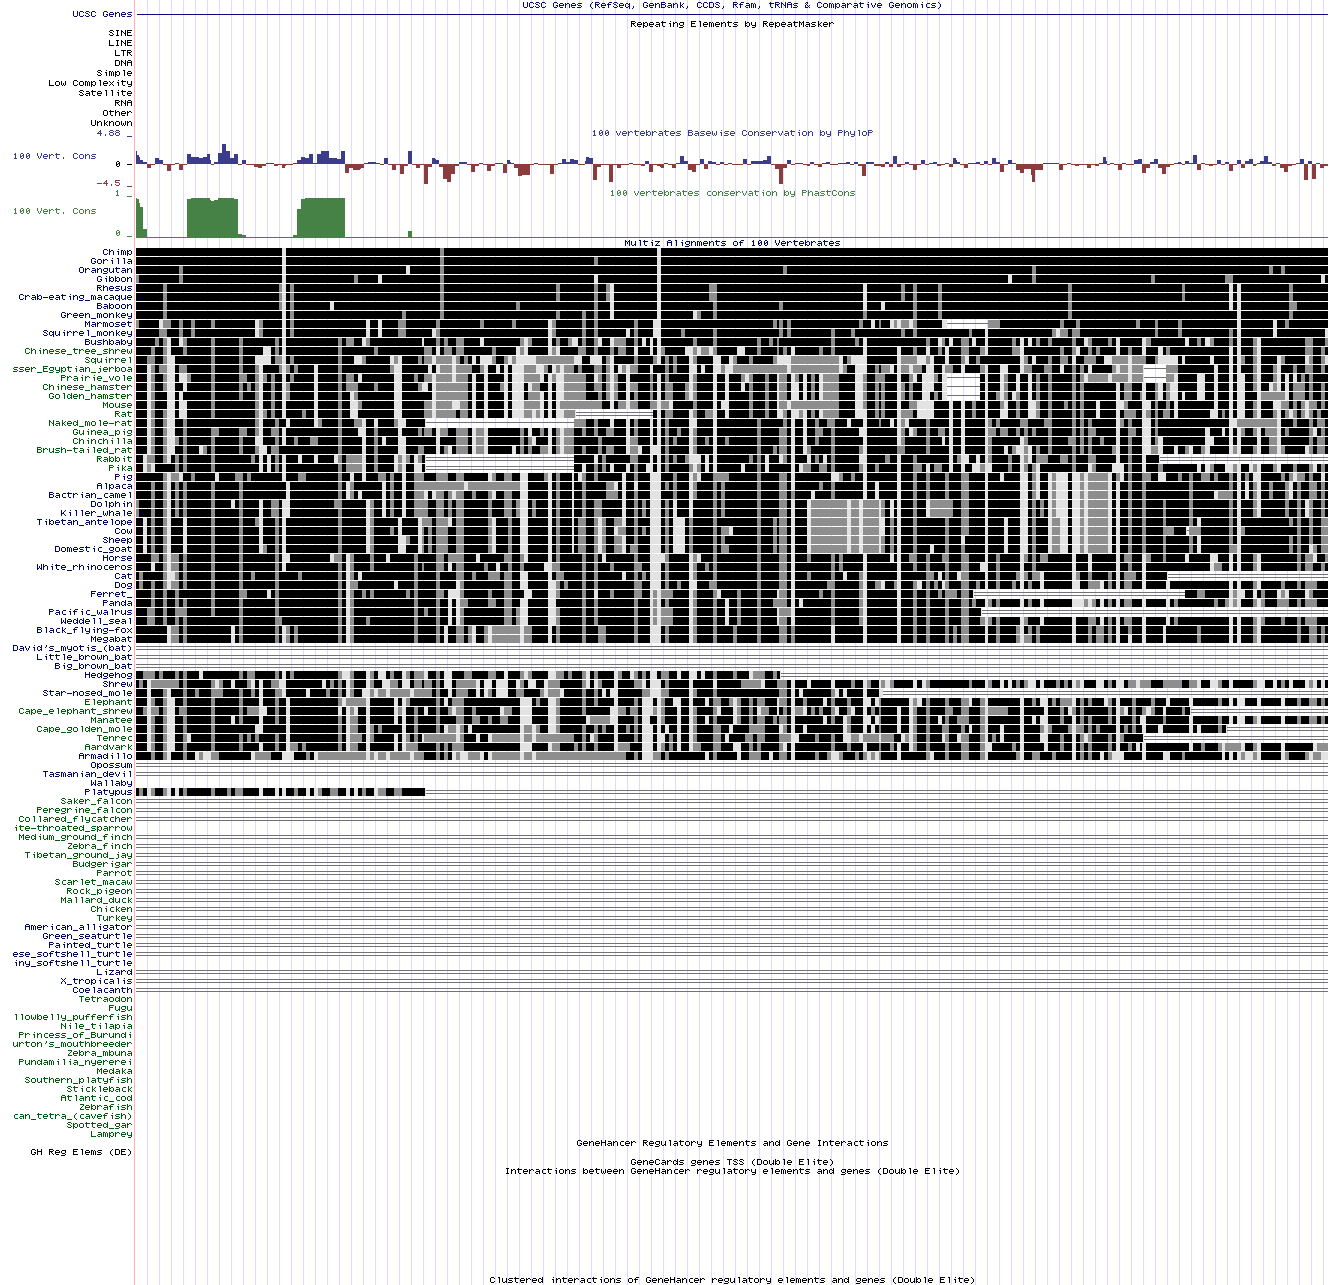 UCSC Genes (RefSeq, GenBank, CCDS, Rfam, tRNAs & Comparative Genomics)
UCSC Genes
Repeating Elements by RepeatMasker
SINE
LINE
LTR
DNA
Simple
Low Complexity
Satellite
RNA
Other
Unknown
4.88 _
100 vertebrates Basewise Conservation by PhyloP
100 Vert. Cons
0 _
-4.5 _
1 _
100 vertebrates conservation by PhastCons
100 Vert. Cons
0 _
Multiz Alignments of 100 Vertebrates
Chimp
Gorilla
Orangutan
Gibbon
Rhesus
Crab-eating_macaque
Baboon
Green_monkey
Marmoset
Squirrel_monkey
Bushbaby
Chinese_tree_shrew
Squirrel
sser_Egyptian_jerboa
Prairie_vole
Chinese_hamster
Golden_hamster
Mouse
Rat
Naked_mole-rat
Guinea_pig
Chinchilla
Brush-tailed_rat
Rabbit
Pika
Pig
Alpaca
Bactrian_camel
Dolphin
Killer_whale
Tibetan_antelope
Cow
Sheep
Domestic_goat
Horse
White_rhinoceros
Cat
Dog
Ferret_
Panda
Pacific_walrus
Weddell_seal
Black_flying-fox
Megabat
David's_myotis_(bat)
Little_brown_bat
Big_brown_bat
Hedgehog
Shrew
Star-nosed_mole
Elephant
Cape_elephant_shrew
Manatee
Cape_golden_mole
Tenrec
Aardvark
Armadillo
Opossum
Tasmanian_devil
Wallaby
Platypus
Saker_falcon
Peregrine_falcon
Collared_flycatcher
ite-throated_sparrow
Medium_ground_finch
Zebra_finch
Tibetan_ground_jay
Budgerigar
Parrot
Scarlet_macaw
Rock_pigeon
Mallard_duck
Chicken
Turkey
American_alligator
Green_seaturtle
Painted_turtle
ese_softshell_turtle
iny_softshell_turtle
Lizard
X_tropicalis
Coelacanth
Tetraodon
Fugu
llowbelly_pufferfish
Nile_tilapia
Princess_of_Burundi
urton's_mouthbreeder
Zebra_mbuna
Pundamilia_nyererei
Medaka
Southern_platyfish
Stickleback
Atlantic_cod
Zebrafish
can_tetra_(cavefish)
Spotted_gar
Lamprey
GeneHancer Regulatory Elements and Gene Interactions
GH Reg Elems (DE)
GeneCards genes TSS (Double Elite)
Interactions between GeneHancer regulatory elements and genes (Double Elite)
Clustered interactions of GeneHancer regulatory elements and genes (Double Elite)